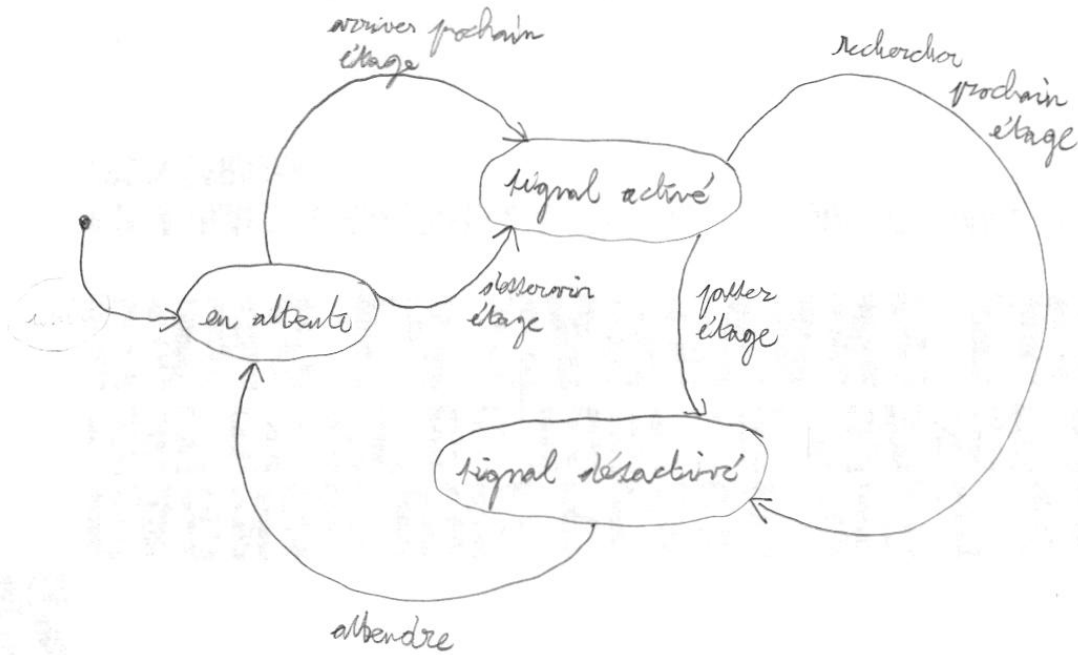 arriver prochain
étage
rechercher
prochain
étage
signal activé
desservir
étage
passer
étage
en attente
signal désactivé
attendre